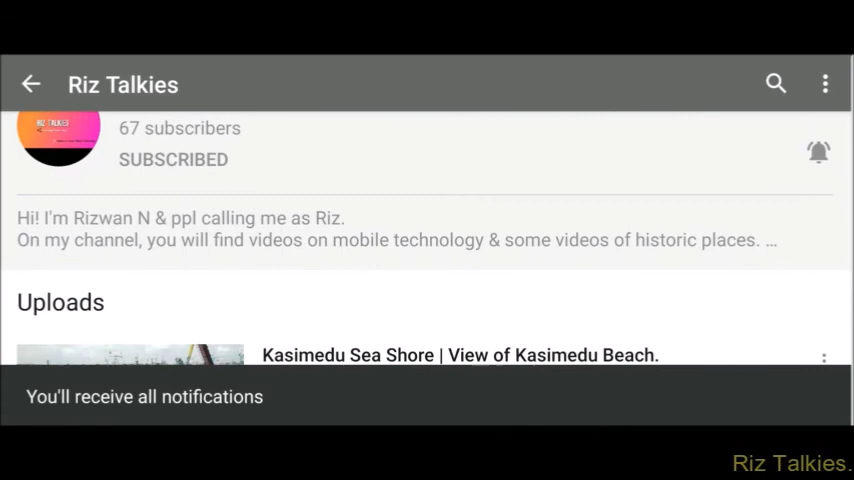 Riz Talkies
RIZ TALKIES
67 subscribers
SUBSCRIBED
Hi! I'm Rizwan N & ppl calling me as Riz.
On my channel, you will find videos on mobile technology & some videos of historic places. ...
Uploads
Kasimedu Sea Shore | View of Kasimedu Beach.
You'll receive all notifications
Riz Talkies.